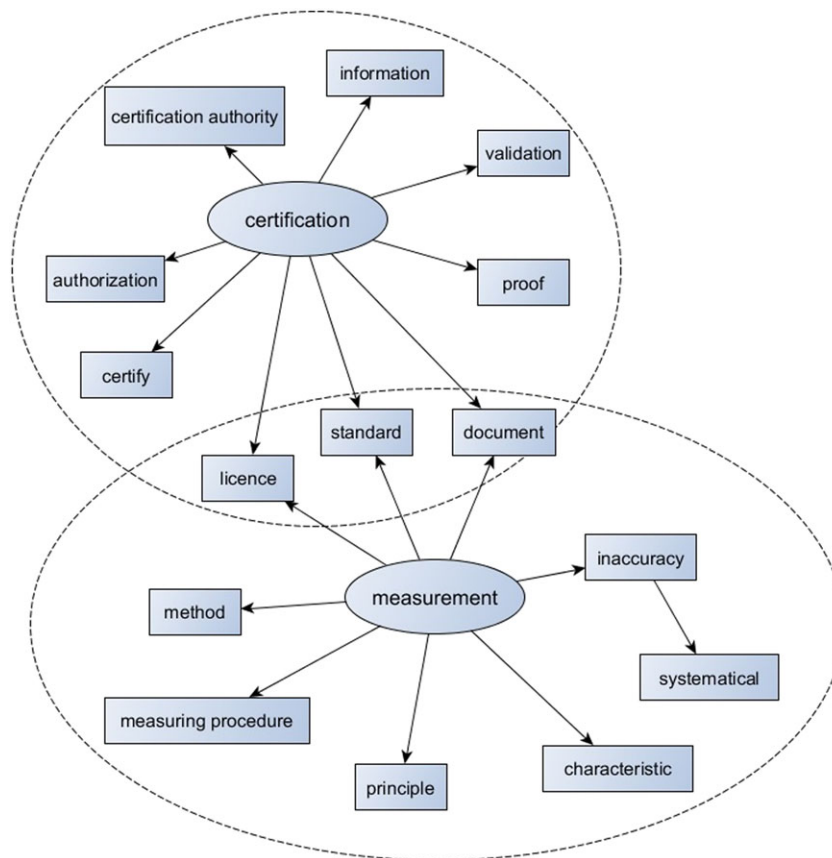 information
certification authority
validation
certification
authorization
proof
certify
standard
document
licence
inaccuracy
measurement
method
systematical
measuring procedure
characteristic
principle